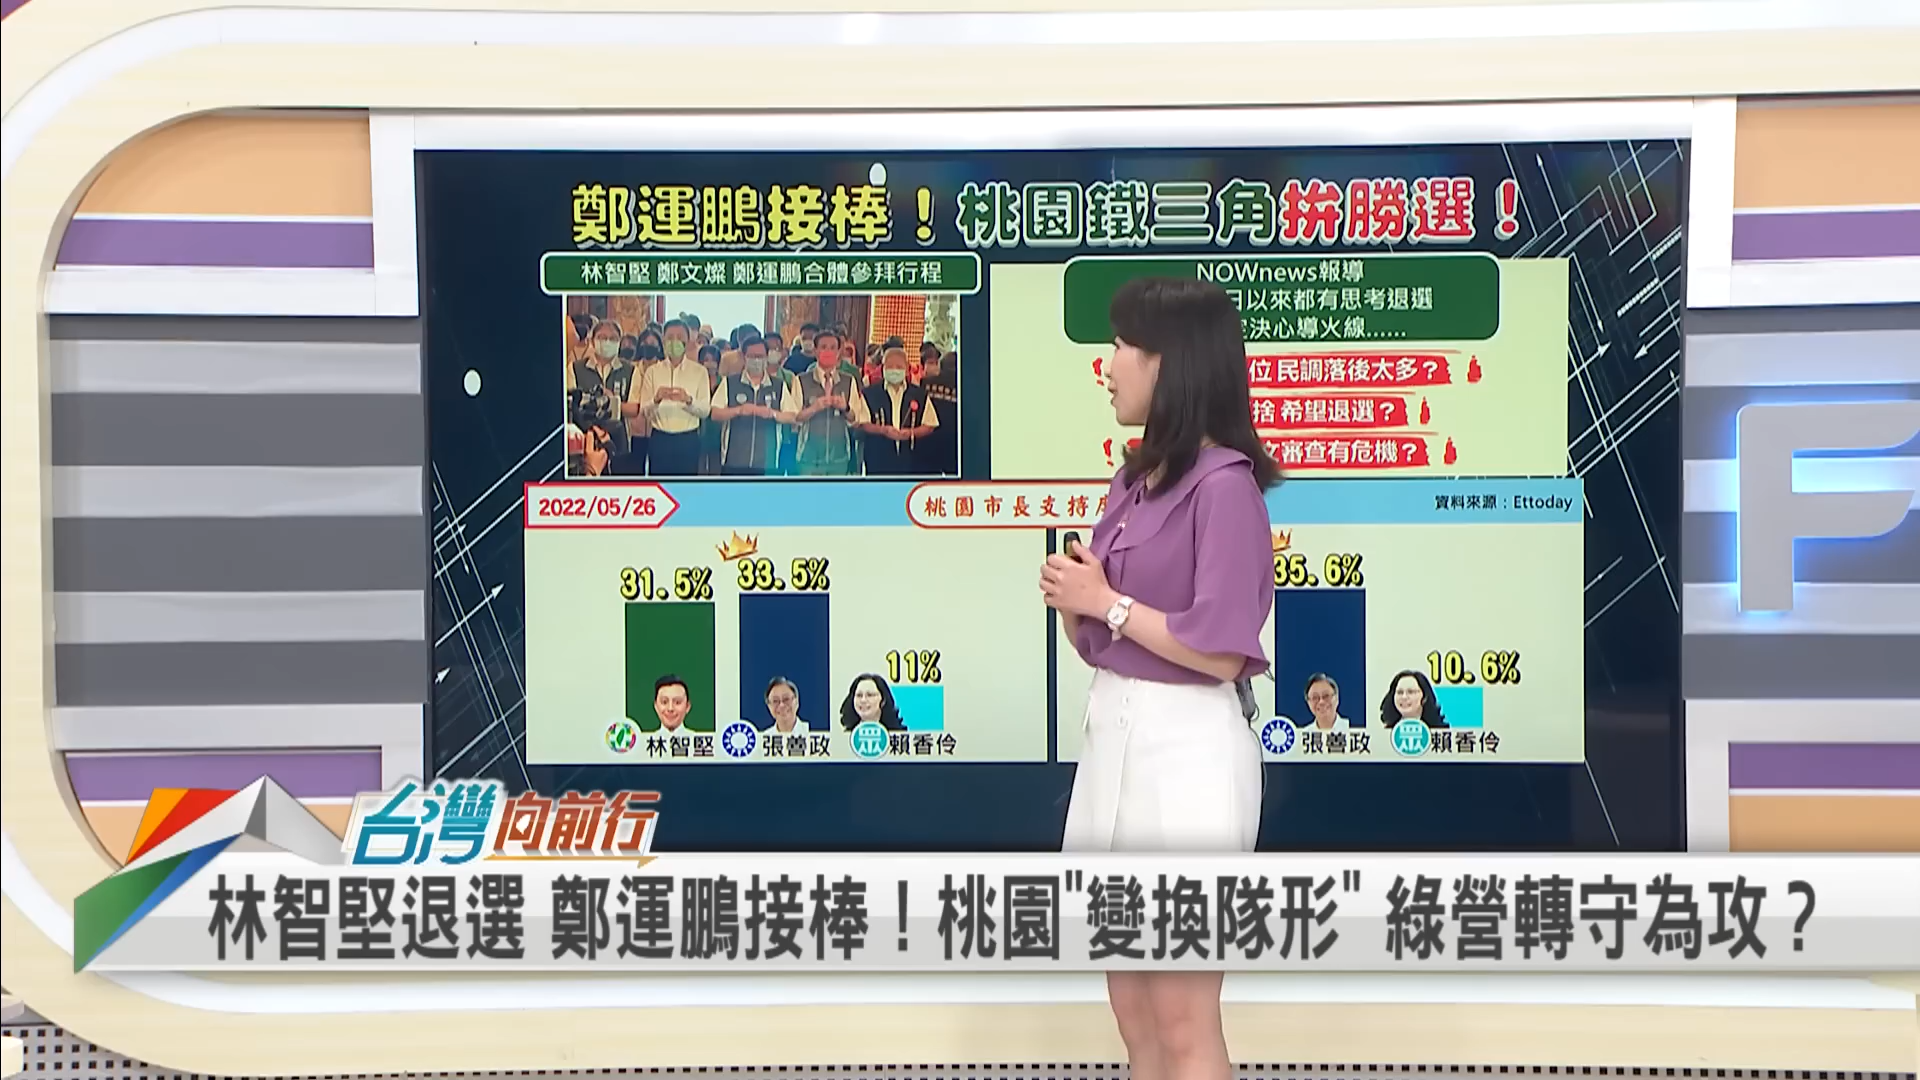 鄭運鵬接棒！桃園鐵三角拚勝選！
林智堅 鄭文燦 鄭運鵬合體參拜行程
NOWnews報導
日以來都有思考退選
決心導火線......
位 民調落後太多？
捨 希望退選？
文審查有危機？
2022/05/26
桃園市長支持度
資料來源：Ettoday
31.5%
33.5%
11%
林智堅
張善政
眾
賴香伶
35.6%
10.6%
張善政
眾
賴香伶
F
台灣向前行
林智堅退選 鄭運鵬接棒！桃園"變換隊形" 綠營轉守為攻？